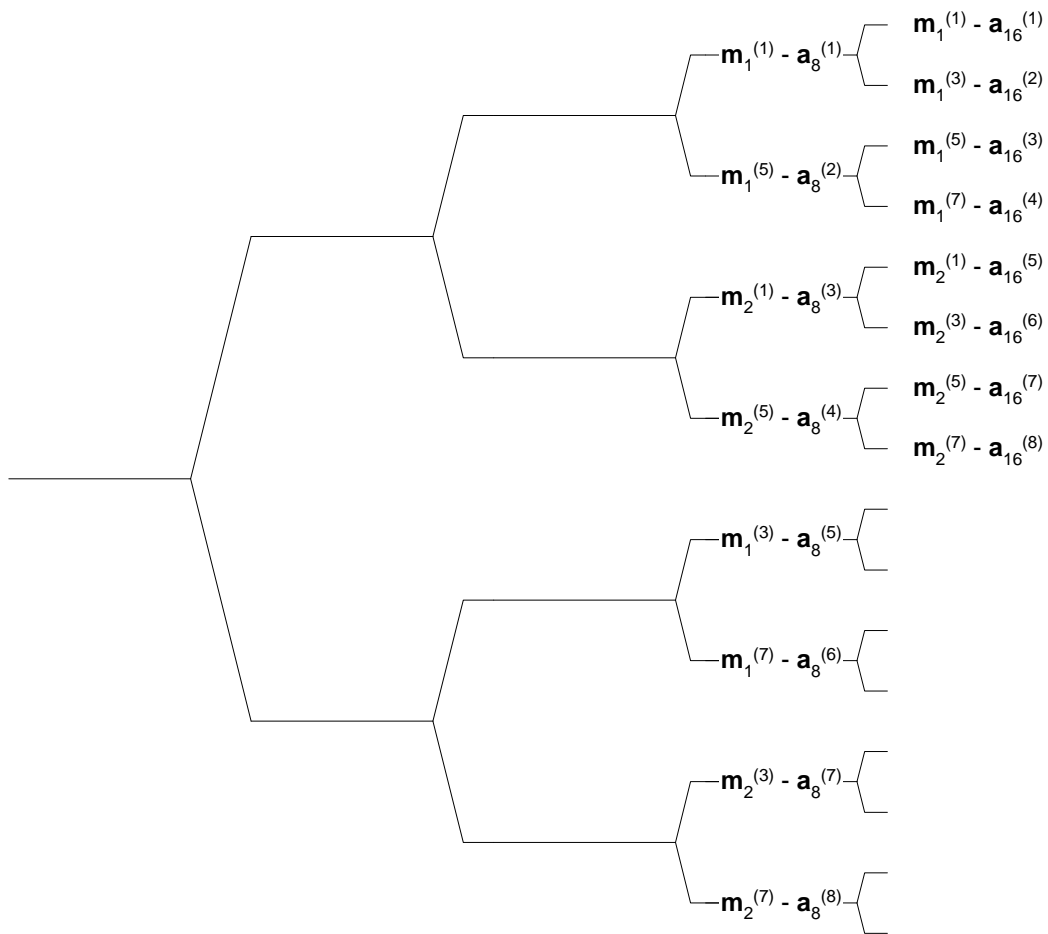 m₁⁽¹⁾ - a₁₆⁽¹⁾
m₁⁽¹⁾ - a₈⁽¹⁾
m₁⁽³⁾ - a₁₆⁽²⁾
m₁⁽⁵⁾ - a₁₆⁽³⁾
m₁⁽⁵⁾ - a₈⁽²⁾
m₁⁽⁷⁾ - a₁₆⁽⁴⁾
m₂⁽¹⁾ - a₁₆⁽⁵⁾
m₂⁽¹⁾ - a₈⁽³⁾
m₂⁽³⁾ - a₁₆⁽⁶⁾
m₂⁽⁵⁾ - a₁₆⁽⁷⁾
m₂⁽⁵⁾ - a₈⁽⁴⁾
m₂⁽⁷⁾ - a₁₆⁽⁸⁾
m₁⁽³⁾ - a₈⁽⁵⁾
m₁⁽⁷⁾ - a₈⁽⁶⁾
m₂⁽³⁾ - a₈⁽⁷⁾
m₂⁽⁷⁾ - a₈⁽⁸⁾